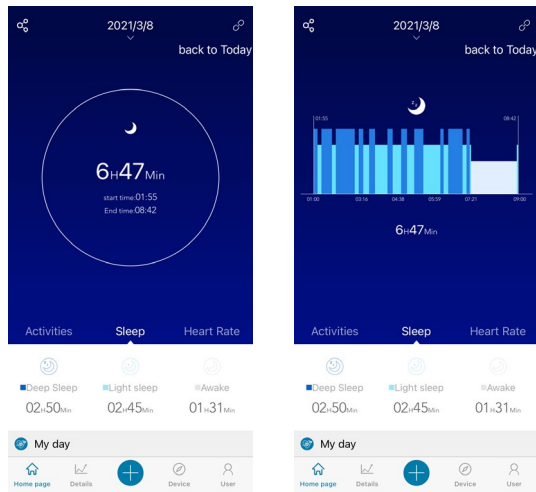 2021/3/8
back to Today
6H47Min
start time:01:55
End time:08:42
Activities Sleep Heart Rate
Deep Sleep Light sleep Awake
02H50Min 02H45Min 01H31Min
My day
Home page Details Device User
2021/3/8
back to Today
01:55 08:42
01:00 03:16 04:38 05:59 07:21 09:00
6H47Min
Activities Sleep Heart Rate
Deep Sleep Light sleep Awake
02H50Min 02H45Min 01H31Min
My day
Home page Details Device User